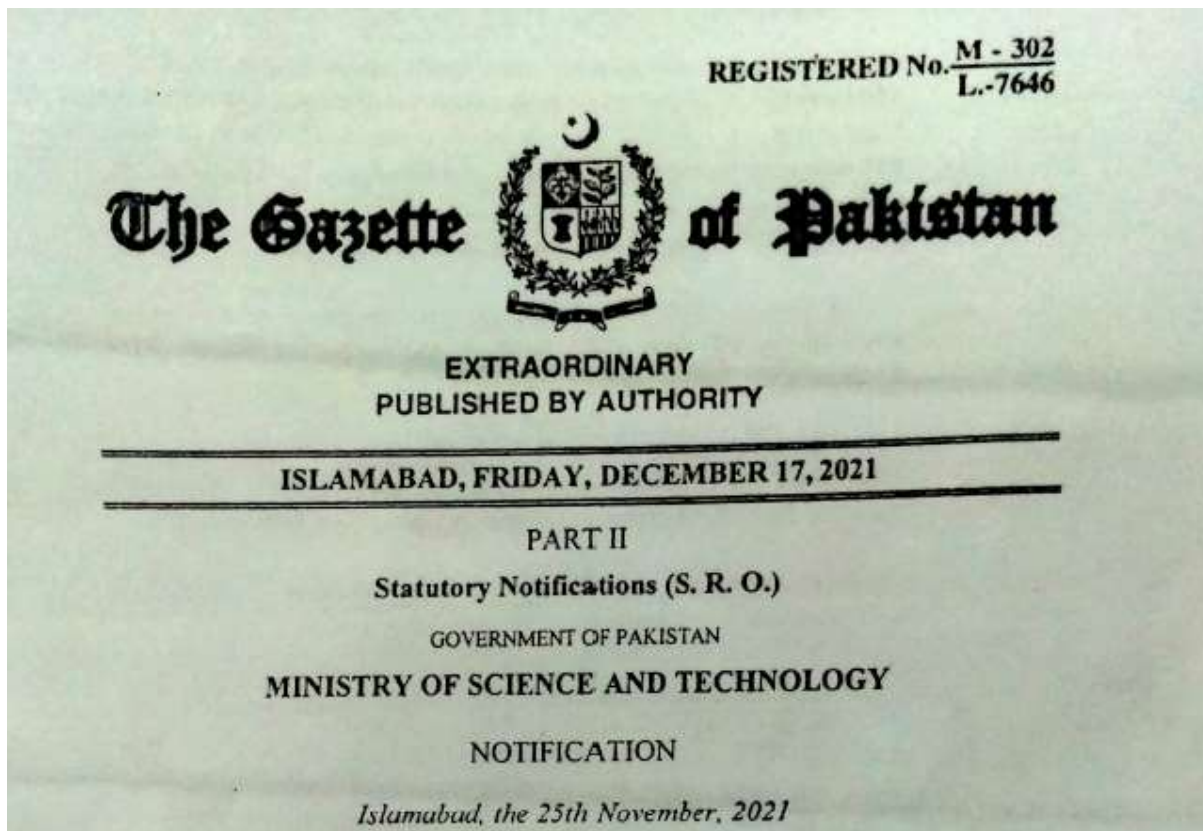 REGISTERED No. M - 302
L.-7646
The Gazette of Pakistan
EXTRAORDINARY
PUBLISHED BY AUTHORITY
ISLAMABAD, FRIDAY, DECEMBER 17, 2021
PART II
Statutory Notifications (S. R. O.)
GOVERNMENT OF PAKISTAN
MINISTRY OF SCIENCE AND TECHNOLOGY
NOTIFICATION
Islamabad, the 25th November, 2021